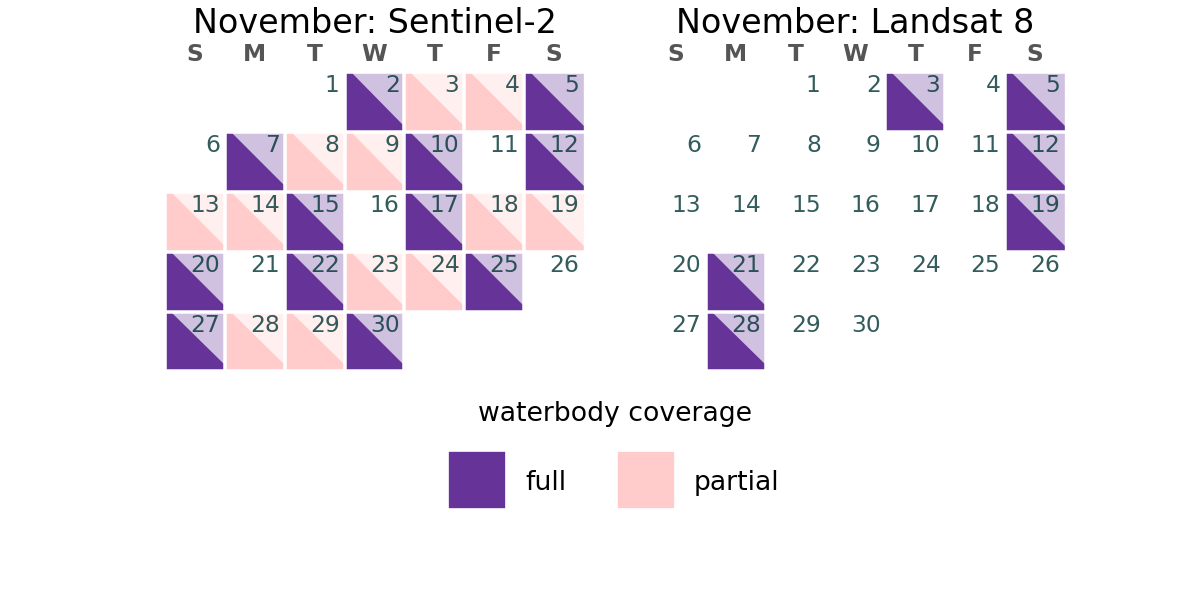 November: Sentinel-2
S M T W T F S
1 2 3 4 5
6 7 8 9 10 11 12
13 14 15 16 17 18 19
20 21 22 23 24 25 26
27 28 29 30
November: Landsat 8
S M T W T F S
1 2 3 4 5
6 7 8 9 10 11 12
13 14 15 16 17 18 19
20 21 22 23 24 25 26
27 28 29 30
waterbody coverage
full partial